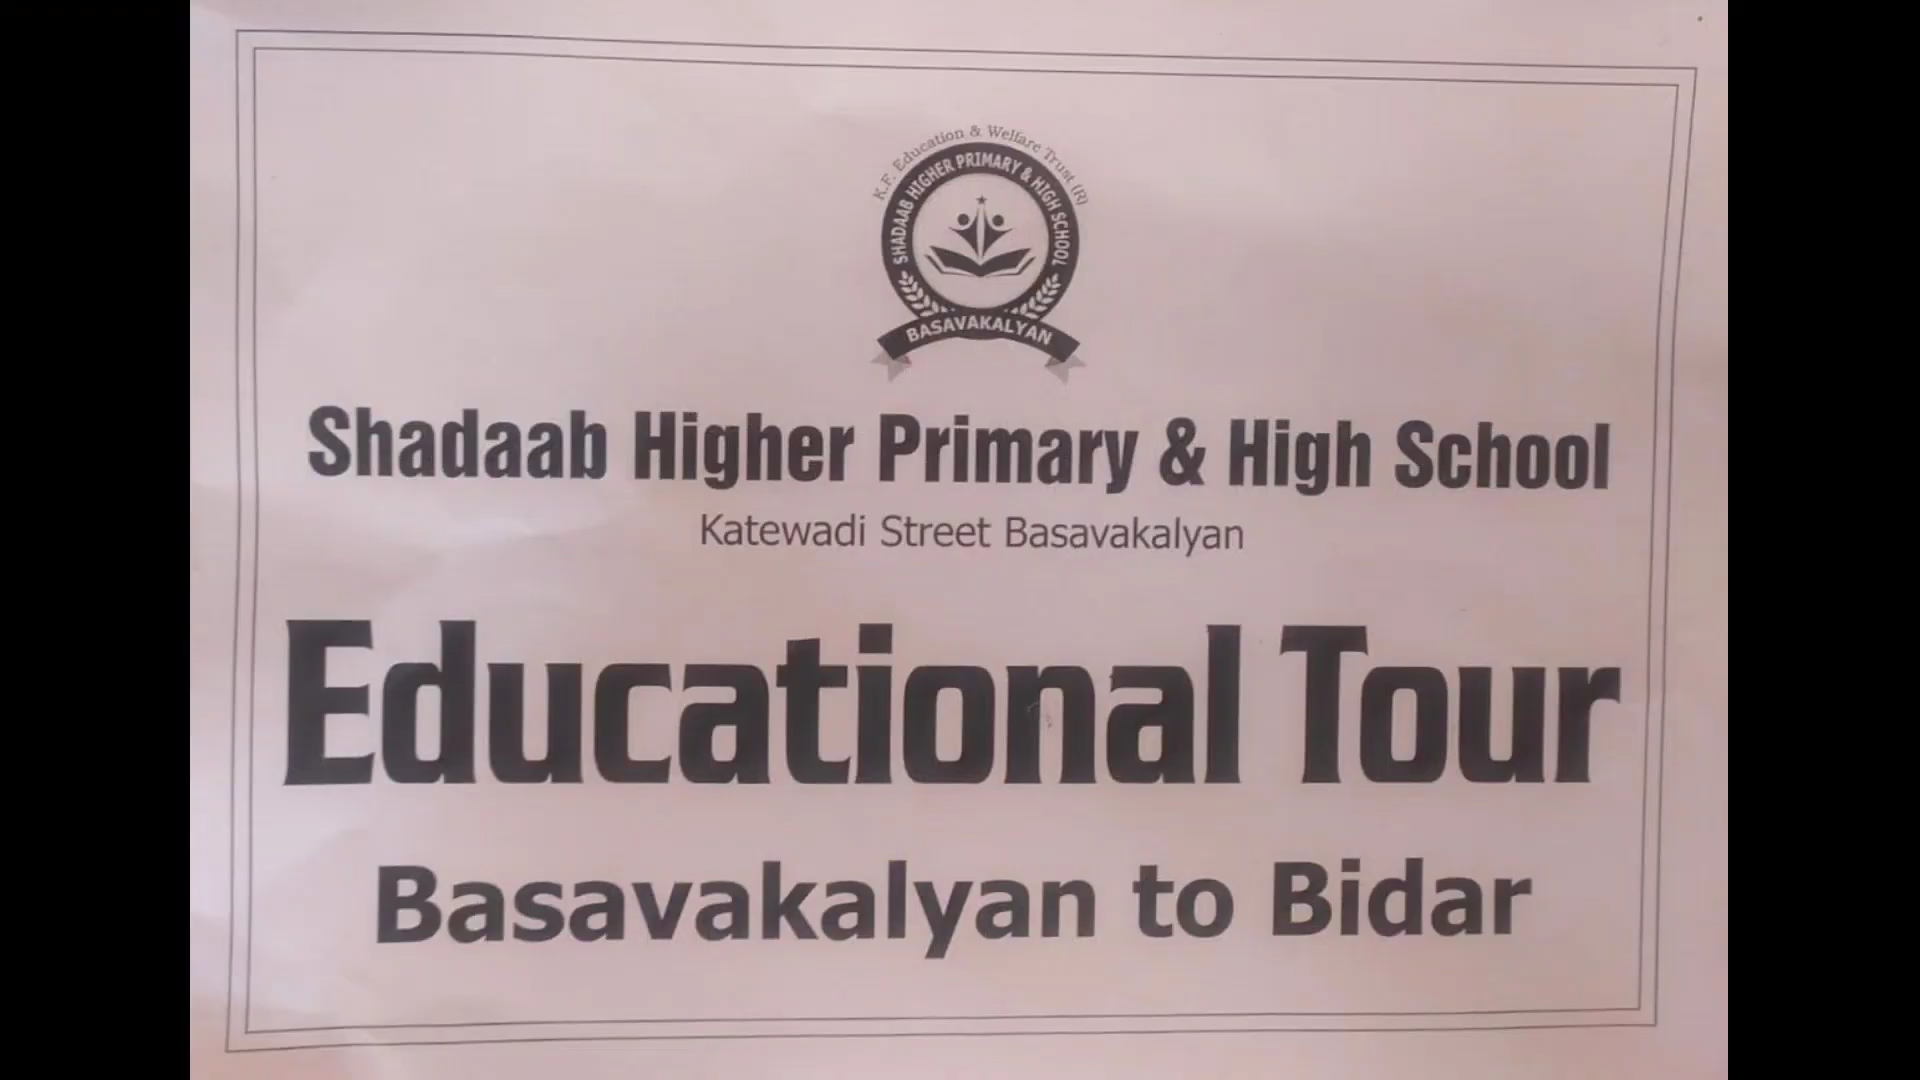 K.F. Education & Welfare Trust (R)
SHADAAB HIGHER PRIMARY & HIGH SCHOOL
BASAVAKALYAN
Shadaab Higher Primary & High School
Katewadi Street Basavakalyan
Educational Tour
Basavakalyan to Bidar